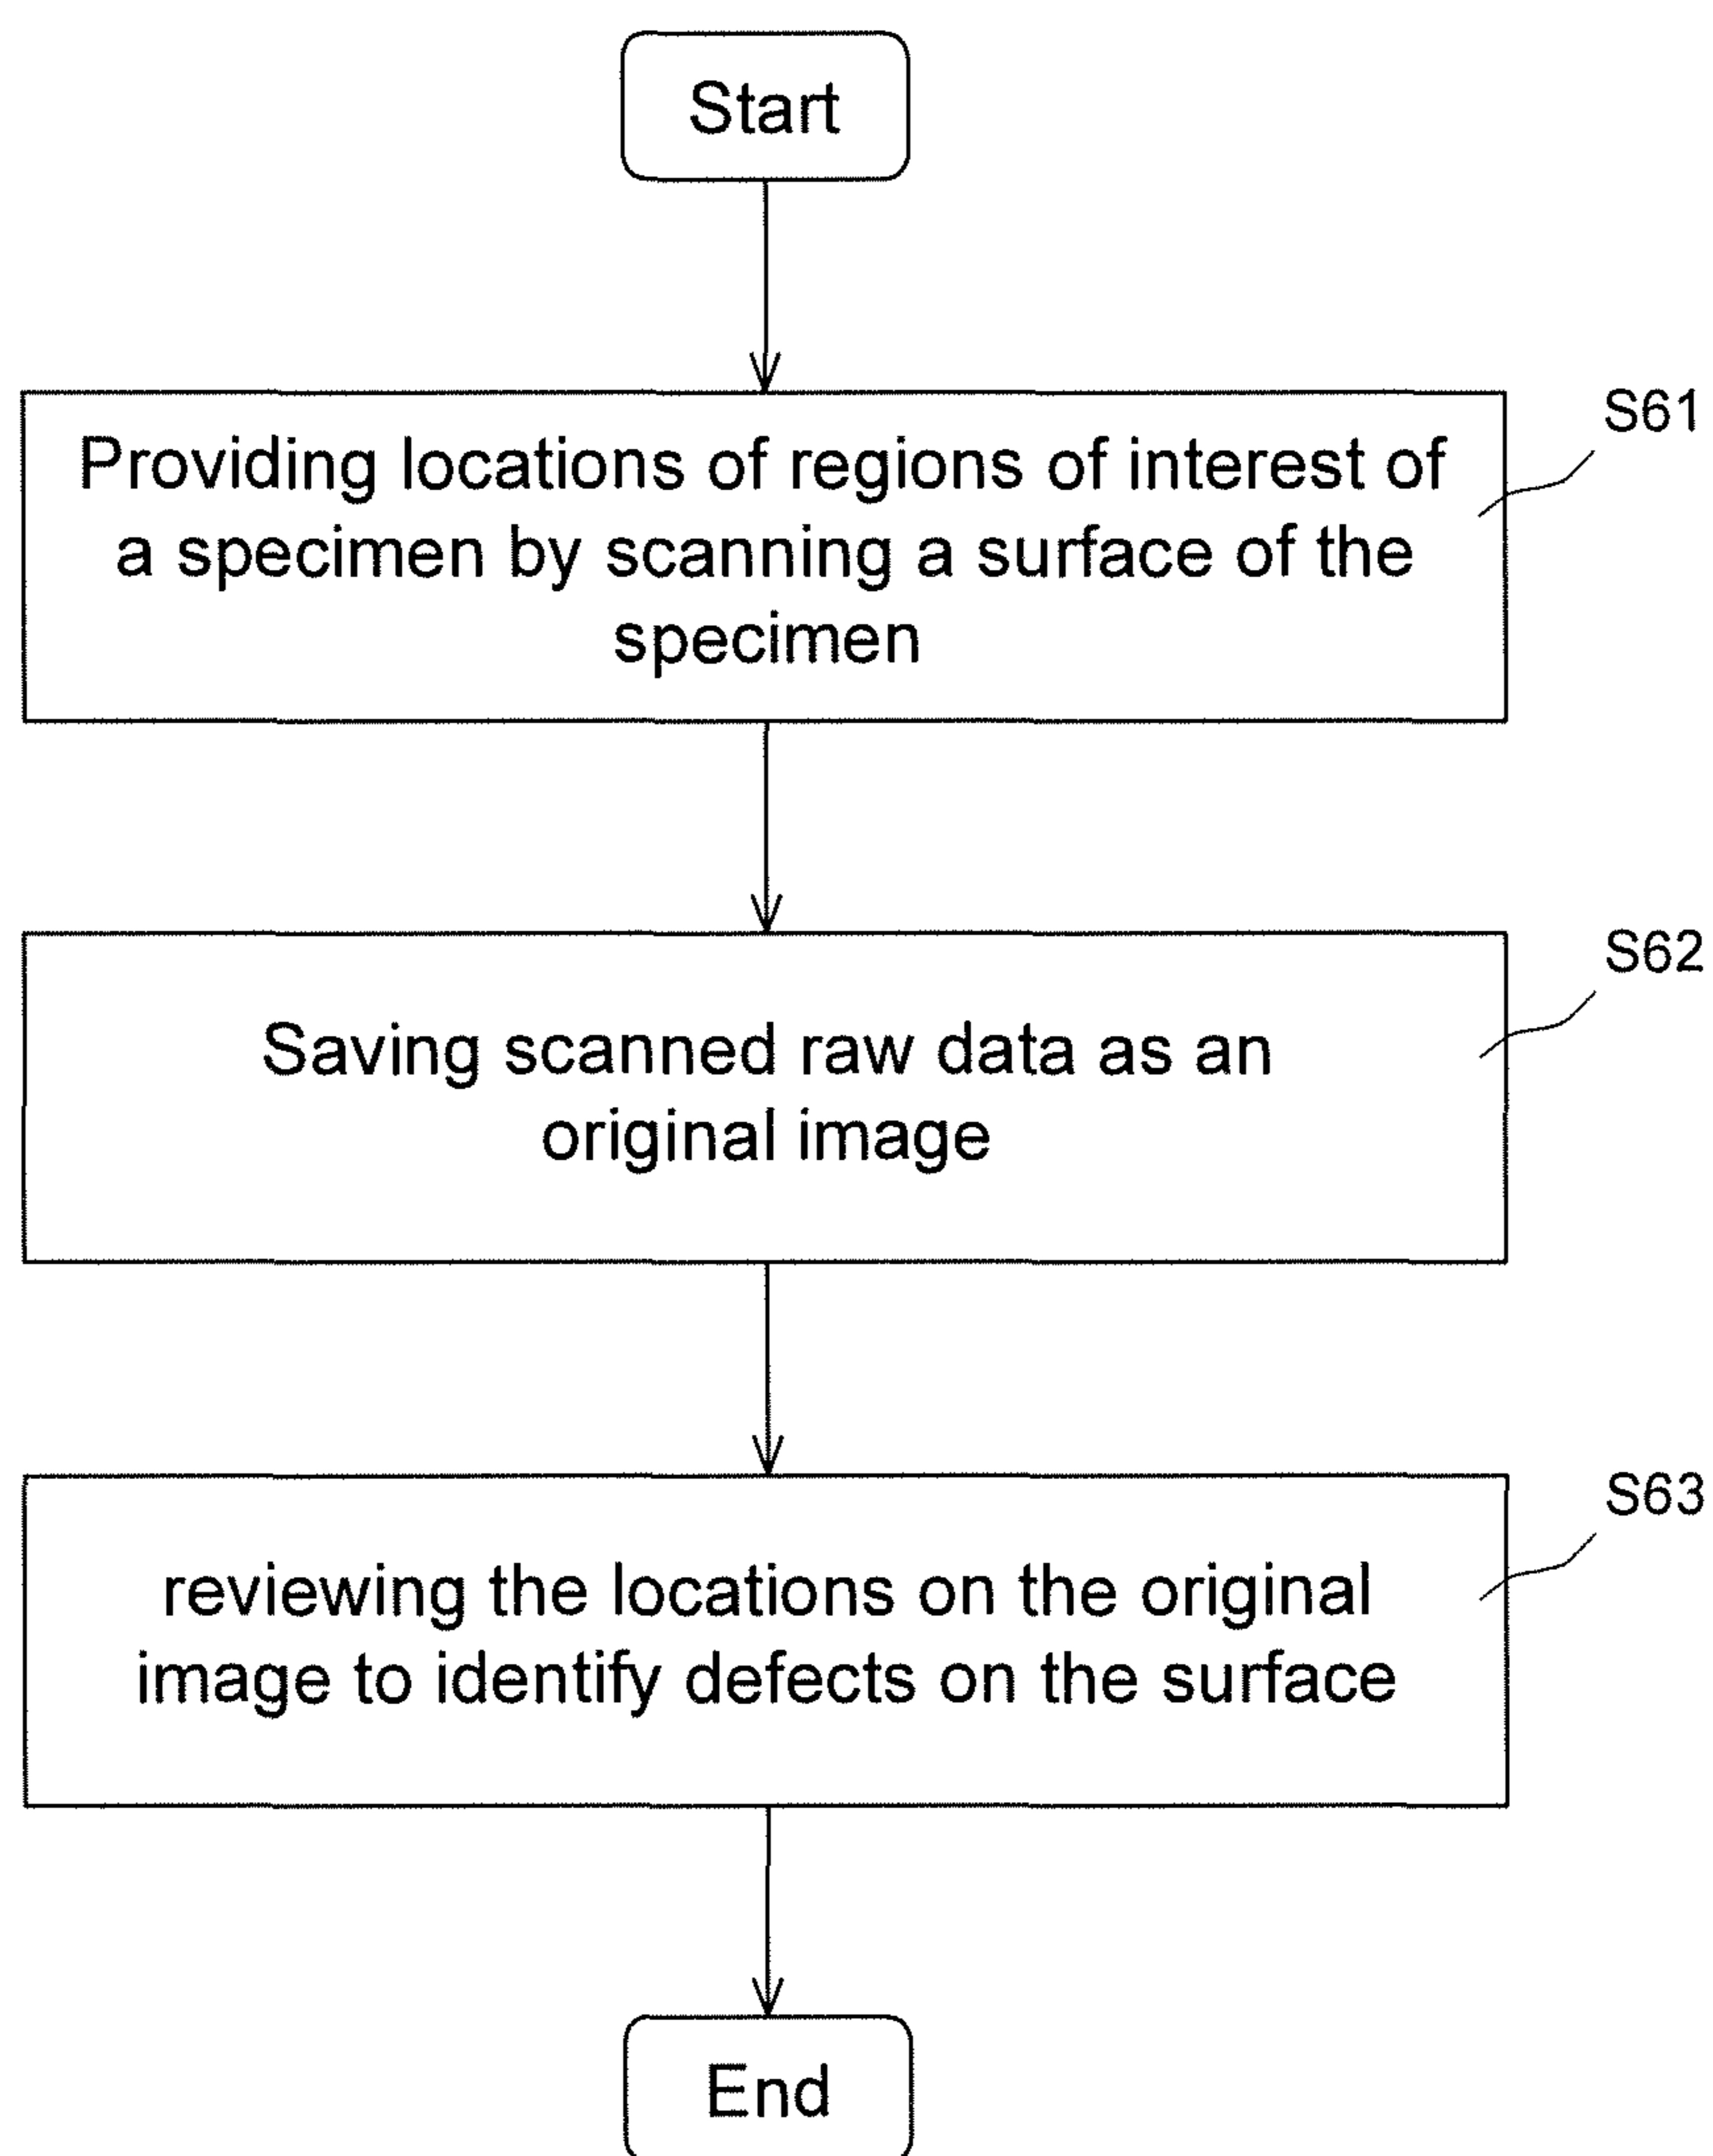 Start
S61
Providing locations of regions of interest of
a specimen by scanning a surface of the
specimen
S62
Saving scanned raw data as an
original image
S63
reviewing the locations on the original
image to identify defects on the surface
End